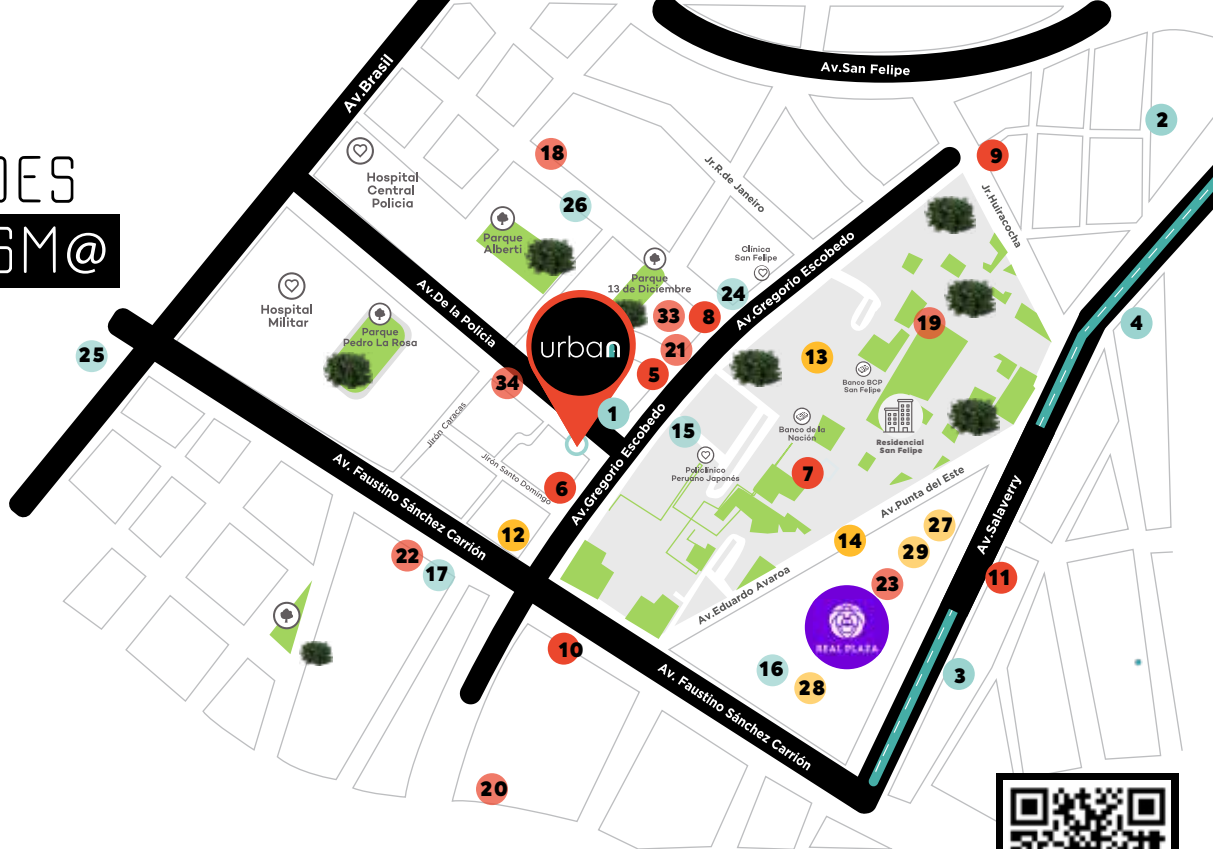 Av.San Felipe
Av.Brasil
2
18
9
DES
Hospital
Central
Policia
Jr.R.de Janeiro
26
Jr.Huiracocha
SM@
Parque
Alberti
Clínica
San Felipe
Av.Gregorio Escobedo
Parque
13 de Diciembre
24
Av.De la Policia
Hospital
Militar
33
8
19
4
Parque
Pedro La Rosa
urban
21
25
13
5
34
Banco BCP
San Felipe
1
15
Jirón Caracas
Banco de la
Nación
Residencial
San Felipe
Av.Gregorio Escobedo
Jirón Santo Domingo
Policlínico
Peruano Japonés
7
6
Av.Punta del Este
Av. Faustino Sánchez Carrión
12
14
27
Av.Salaverry
22
17
29
23
11
Av.Eduardo Avaroa
REAL PLAZA
10
16
28
3
Av. Faustino Sánchez Carrión
20